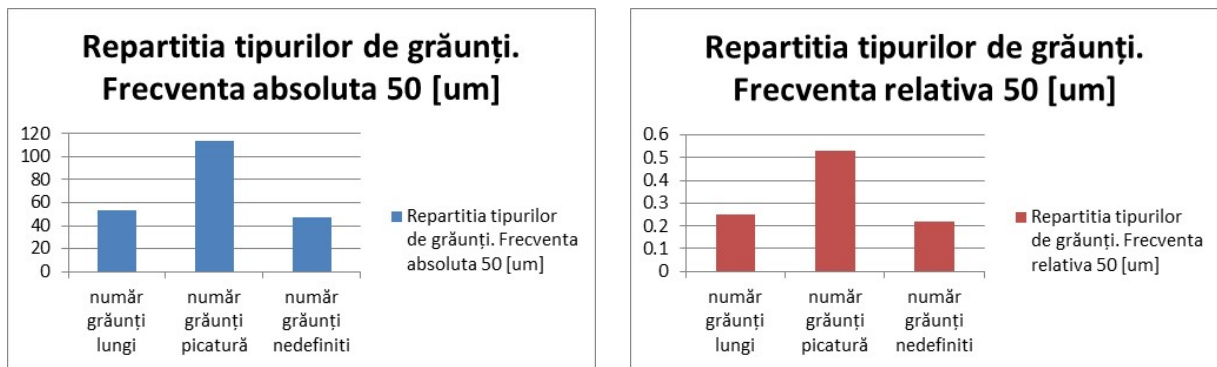 Repartitia tipurilor de grăunți.
Frecventa absoluta 50 [um]
120
100
80
60
40
20
0
număr
grăunți
lungi
număr
grăunți
picatură
număr
grăunți
nedefiniti
Repartitia tipurilor
de grăunți. Frecventa
absoluta 50 [um]
Repartitia tipurilor de grăunți.
Frecventa relativa 50 [um]
0.6
0.5
0.4
0.3
0.2
0.1
0
număr
grăunți
lungi
număr
grăunți
picatură
număr
grăunți
nedefiniti
Repartitia tipurilor
de grăunți. Frecventa
relativa 50 [um]